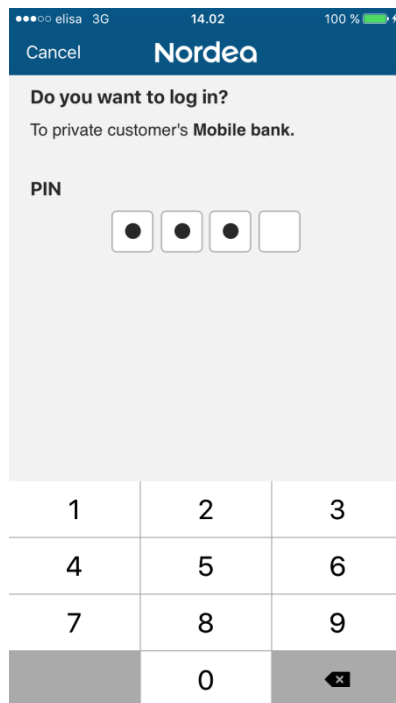 elisa 3G 14.02 100 %
Cancel Nordea
Do you want to log in?
To private customer's Mobile bank.
PIN
1 2 3
4 5 6
7 8 9
0